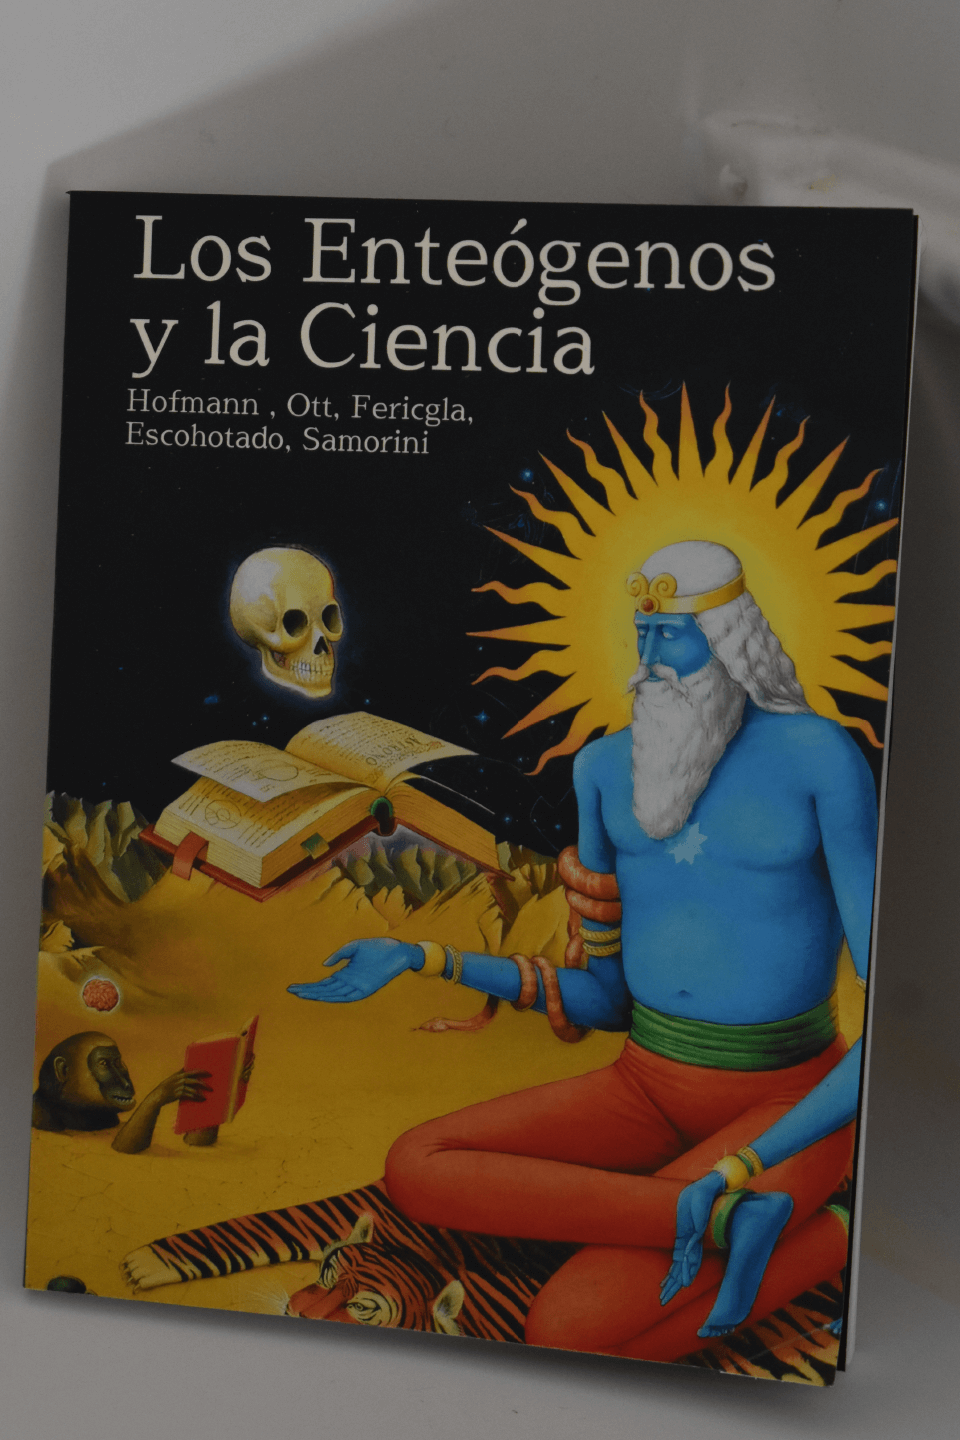 Los Enteógenos
y la Ciencia
Hofmann , Ott, Fericgla,
Escohotado, Samorini